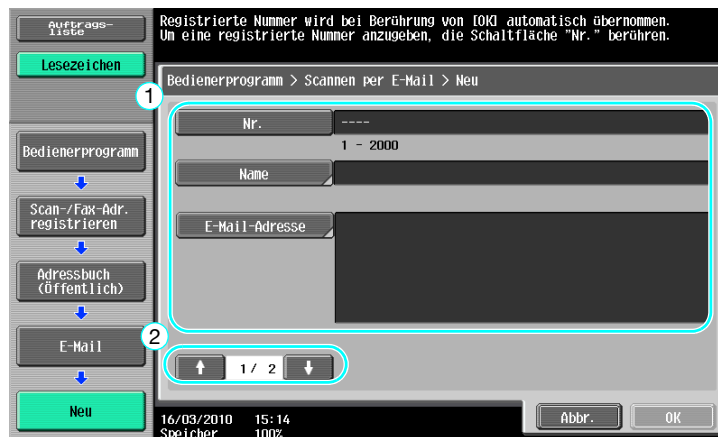 Auftrags-
liste
Lesezeichen
Registrierte Nummer wird bei Berührung von [OK] automatisch übernommen.
Um eine registrierte Nummer anzugeben, die Schaltfläche "Nr." berühren.
Bedienerprogramm > Scannen per E-Mail > Neu
1
Nr.
----
1 - 2000
Name
E-Mail-Adresse
Bedienerprogramm
Scan-/Fax-Adr.
registrieren
Adressbuch
(Öffentlich)
E-Mail
Neu
2
↑ 1/ 2 ↓
16/03/2010 15:14
Speicher 100%
Abbr.
OK